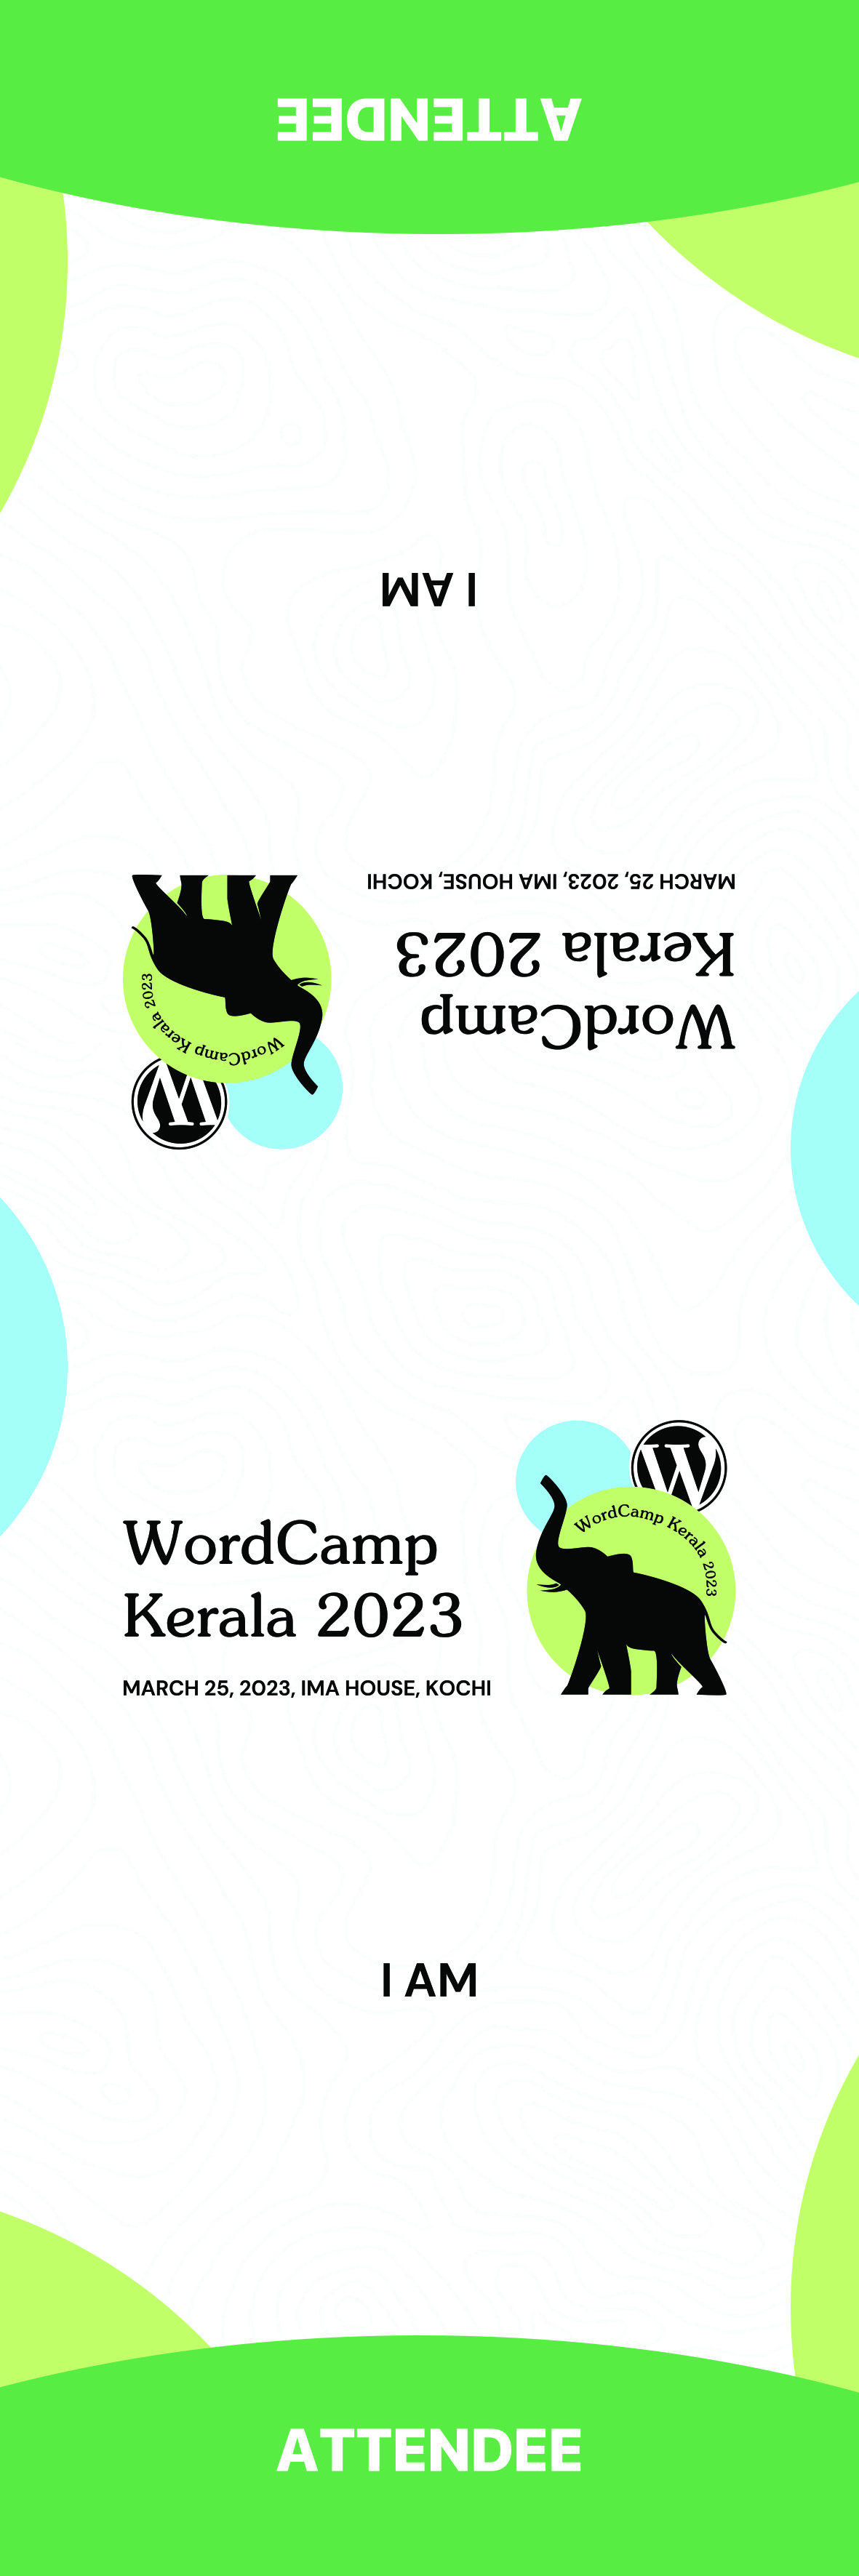 ATTENDEE
I AM
MARCH 25, 2023, IMA HOUSE, KOCHI
Kerala 2023
WordCamp
WordCamp Kerala 2023
W
W
WordCamp Kerala 2023
WordCamp
Kerala 2023
MARCH 25, 2023, IMA HOUSE, KOCHI
I AM
ATTENDEE